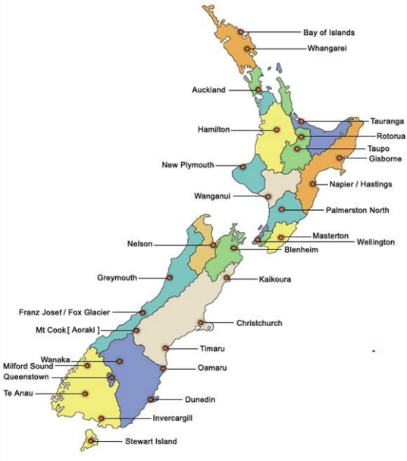 Bay of Islands
Whangarei
Auckland
Tauranga
Hamilton
Rotorua
Taupo
Gisborne
New Plymouth
Napier / Hastings
Wanganui
Palmerston North
Masterton
Wellington
Nelson
Blenheim
Greymouth
Kaikoura
Franz Josef / Fox Glacier
Christchurch
Mt Cook[ Aoraki ]
Timaru
Wanaka
Milford Sound
Oamaru
Queenstown
Te Anau
Dunedin
Invercargill
Stewart Island